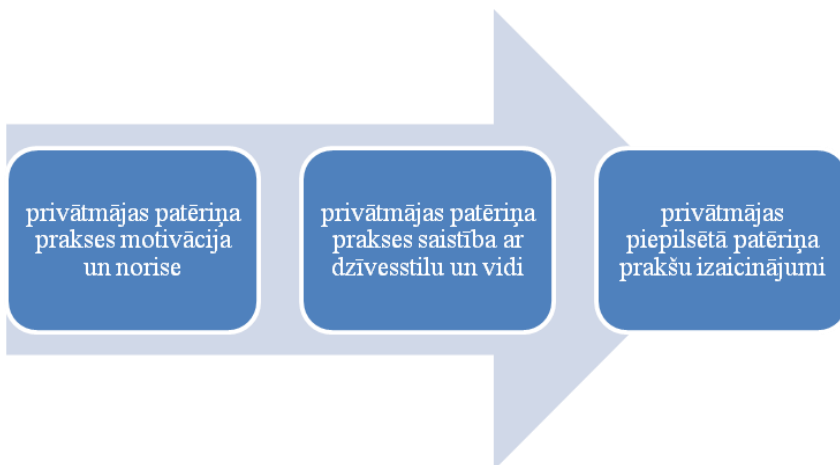 privātmājas patēriņa
prakses motivācija
un norise
privātmājas patēriņa
prakses saistība ar
dzīvesstilu un vidi
privātmājas
piepilsētā patēriņa
prakšu izaicinājumi